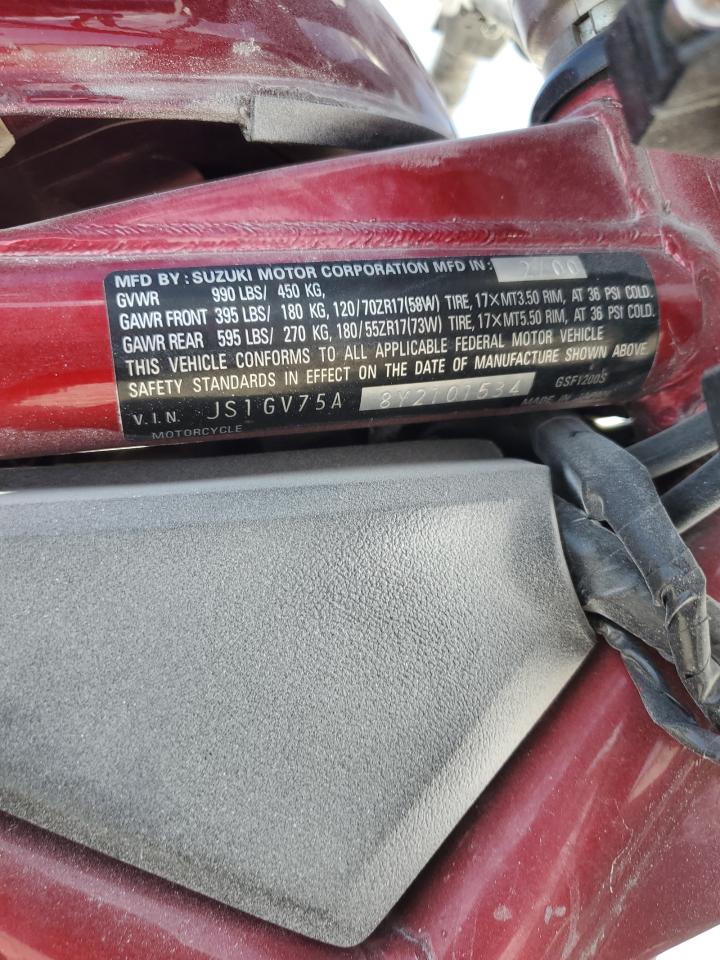 MFD BY : SUZUKI MOTOR CORPORATION MFD IN : 2/00
GVWR 990 LBS/ 450 KG,
GAWR FRONT 395 LBS/ 180 KG, 120/70ZR17(58W) TIRE, 17×MT3.50 RIM, AT 36 PSI COLD.
GAWR REAR 595 LBS/ 270 KG, 180/55ZR17(73W) TIRE, 17×MT5.50 RIM, AT 36 PSI COLD.
THIS VEHICLE CONFORMS TO ALL APPLICABLE FEDERAL MOTOR VEHICLE
SAFETY STANDARDS IN EFFECT ON THE DATE OF MANUFACTURE SHOWN ABOVE.
V.I.N. JS1GV75A 8Y2101534 GSFY200S
MOTORCYCLE MADE IN JAPAN